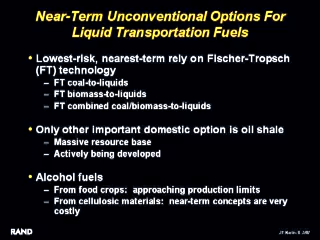 Near-Term Unconventional Options For
Liquid Transportation Fuels
• Lowest-risk, nearest-term rely on Fischer-Tropsch
(FT) technology
– FT coal-to-liquids
– FT biomass-to-liquids
– FT combined coal/biomass-to-liquids
• Only other important domestic option is oil shale
– Massive resource base
– Actively being developed
• Alcohol fuels
– From food crops: approaching production limits
– From cellulosic materials: near-term concepts are very
costly
RAND